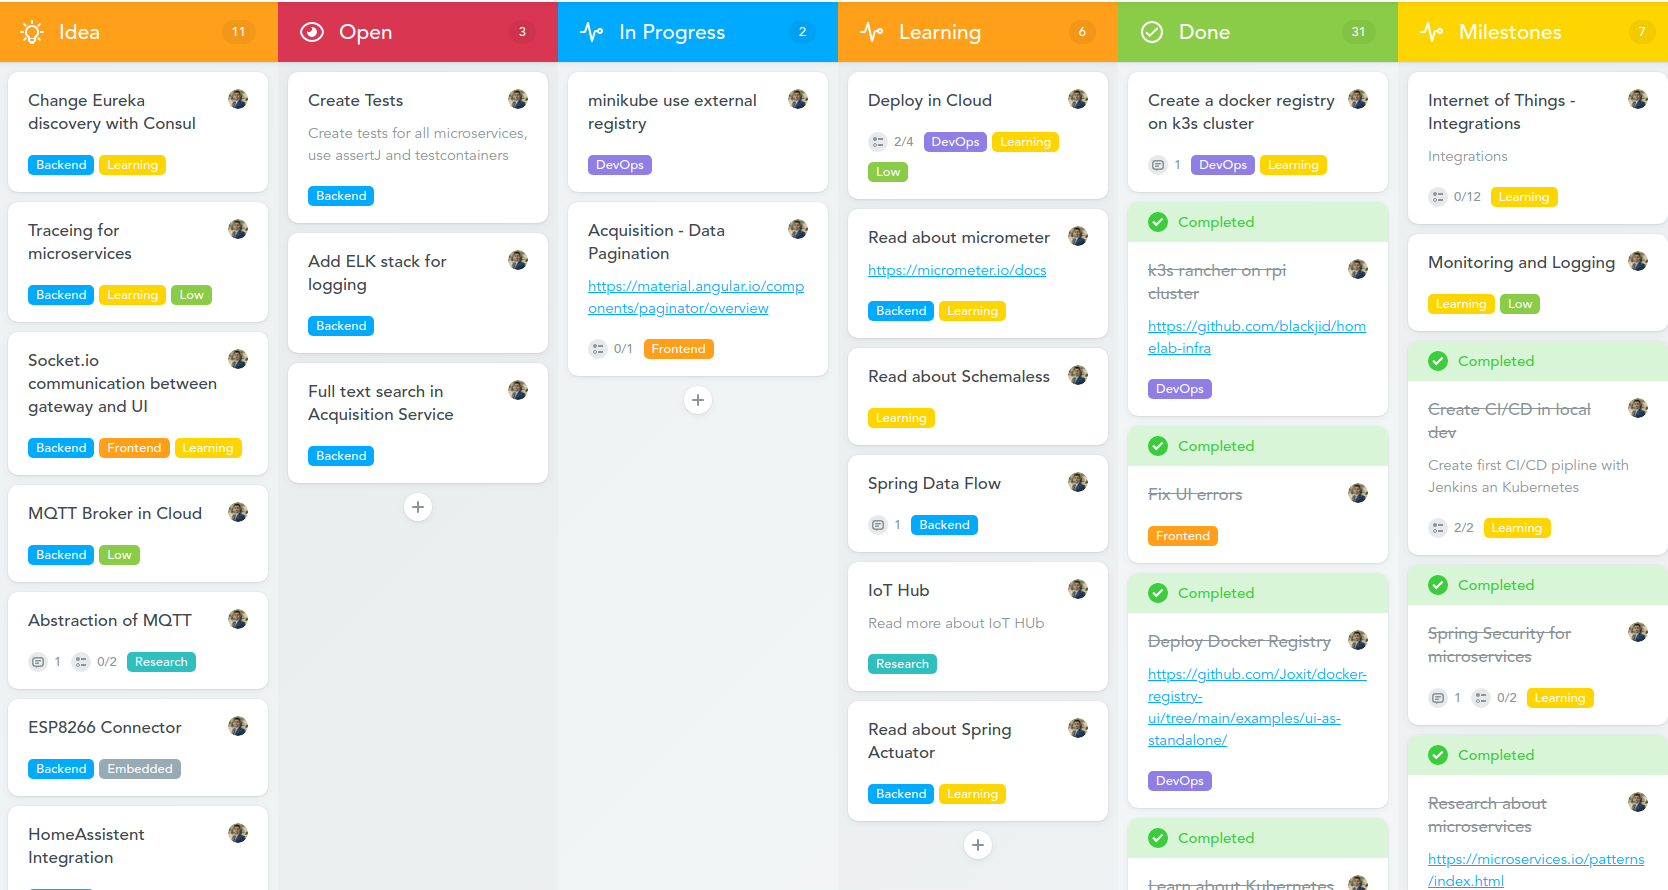 Idea
11
Change Eureka
discovery with Consul
Backend Learning
Traceing for
microservices
Backend Learning Low
Socket.io
communication between
gateway and UI
Backend Frontend Learning
MQTT Broker in Cloud
Backend Low
Abstraction of MQTT
1 0/2 Research
ESP8266 Connector
Backend Embedded
HomeAssistent
Integration
Open
3
Create Tests
Create tests for all microservices,
use assertJ and testcontainers
Backend
Add ELK stack for
logging
Backend
Full text search in
Acquisition Service
Backend
In Progress
2
minikube use external
registry
DevOps
Acquisition - Data
Pagination
https://material.angular.io/comp
onents/paginator/overview
0/1 Frontend
Learning
6
Deploy in Cloud
2/4 DevOps Learning
Low
Read about micrometer
https://micrometer.io/docs
Backend Learning
Read about Schemaless
Learning
Spring Data Flow
1 Backend
IoT Hub
Read more about IoT HUb
Research
Read about Spring
Actuator
Backend Learning
Done
31
Create a docker registry
on k3s cluster
1 DevOps Learning
Completed
k3s rancher on rpi
cluster
https://github.com/blackjid/hom
elab-infra
DevOps
Completed
Fix UI errors
Frontend
Completed
Deploy Docker Registry
https://github.com/Joxit/docker-
registry-
ui/tree/main/examples/ui-as-
standalone/
DevOps
Completed
Learn about Kubernetes
Milestones
7
Internet of Things -
Integrations
Integrations
0/12 Learning
Monitoring and Logging
Learning Low
Completed
Create CI/CD in local
dev
Create first CI/CD pipline with
Jenkins an Kubernetes
2/2 Learning
Completed
Spring Security for
microservices
1 0/2 Learning
Completed
Research about
microservices
https://microservices.io/patterns
/index.html